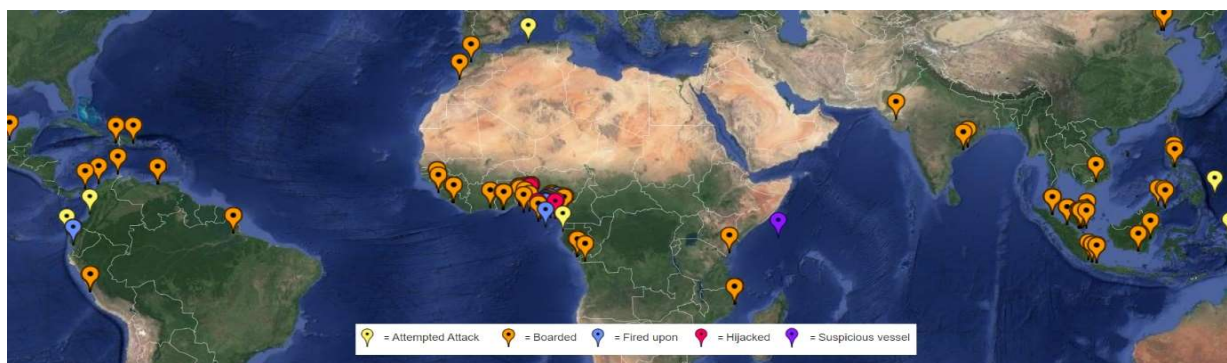 = Attempted Attack = Boarded = Fired upon = Hijacked = Suspicious vessel